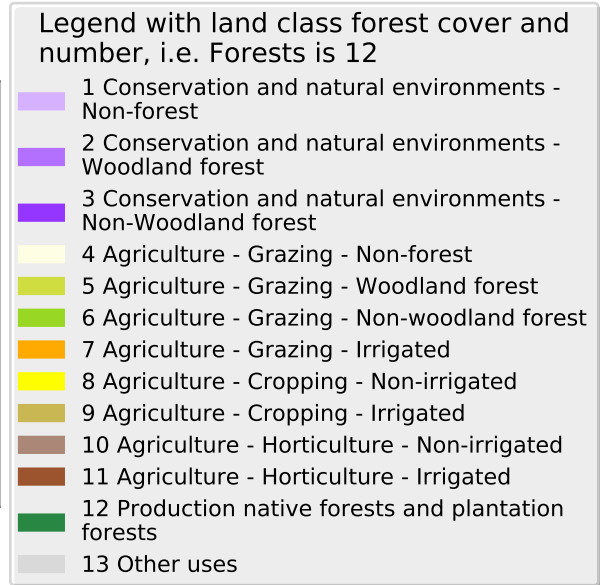 Legend with land class forest cover and
number, i.e. Forests is 12
1 Conservation and natural environments -
Non-forest
2 Conservation and natural environments -
Woodland forest
3 Conservation and natural environments -
Non-Woodland forest
4 Agriculture - Grazing - Non-forest
5 Agriculture - Grazing - Woodland forest
6 Agriculture - Grazing - Non-woodland forest
7 Agriculture - Grazing - Irrigated
8 Agriculture - Cropping - Non-irrigated
9 Agriculture - Cropping - Irrigated
10 Agriculture - Horticulture - Non-irrigated
11 Agriculture - Horticulture - Irrigated
12 Production native forests and plantation
forests
13 Other uses